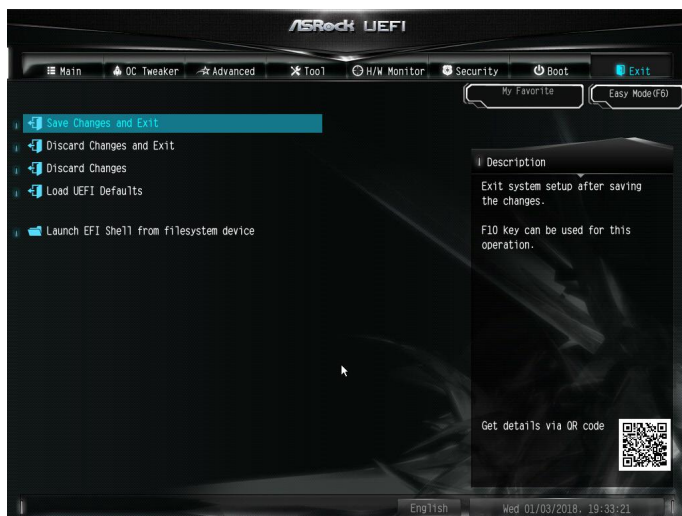 ASRock UEFI
Main OC Tweaker Advanced Tool H/W Monitor Security Boot Exit
My Favorite Easy Mode(F6)
Save Changes and Exit
Discard Changes and Exit
Discard Changes
Load UEFI Defaults
Launch EFI Shell from filesystem device
Description
Exit system setup after saving
the changes.
F10 key can be used for this
operation.
Get details via QR code
English Wed 01/03/2018. 19:33:21